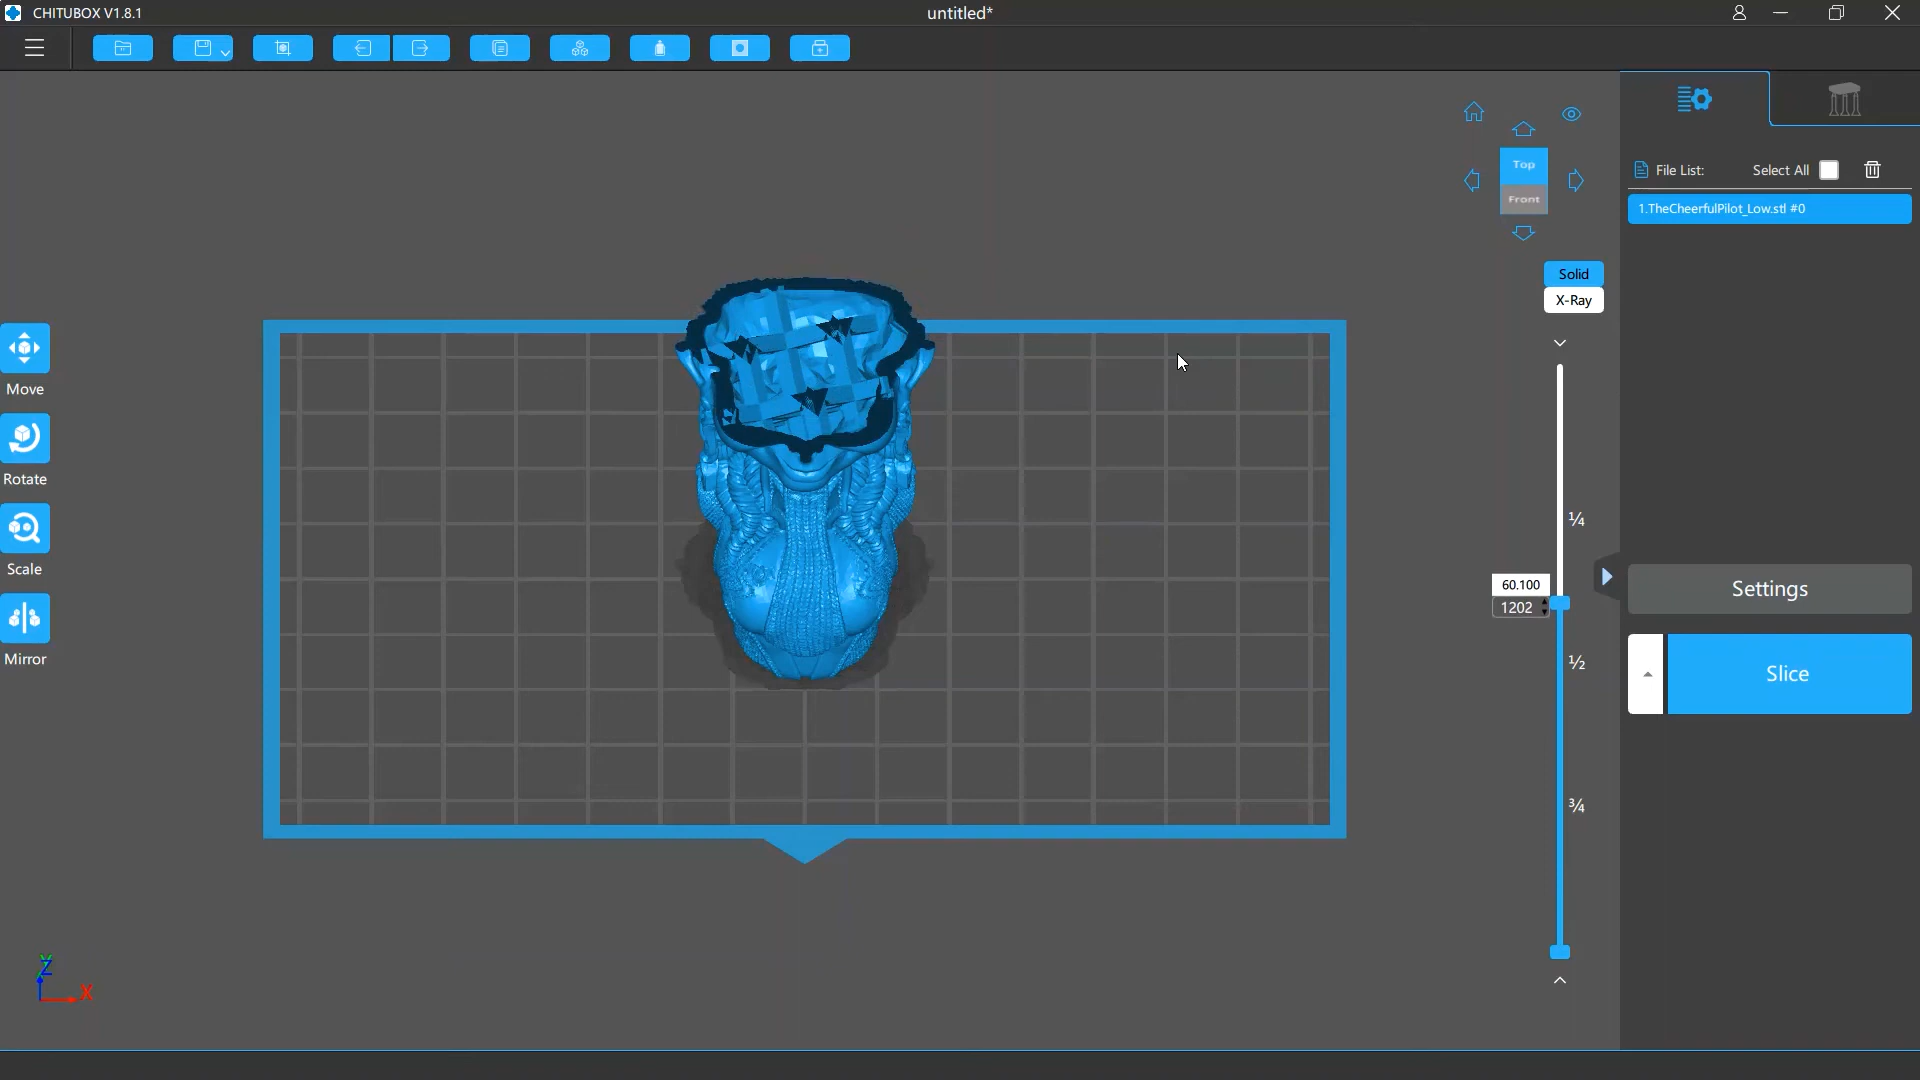 CHITUBOX V1.8.1
untitled*
Top
Front
File List:
Select All
1.TheCheerfulPilot_Low.stl #0
Solid
X-Ray
Move
Rotate
Scale
Mirror
¼
60.100
1202
½
¾
Settings
Slice
Z
Y
X